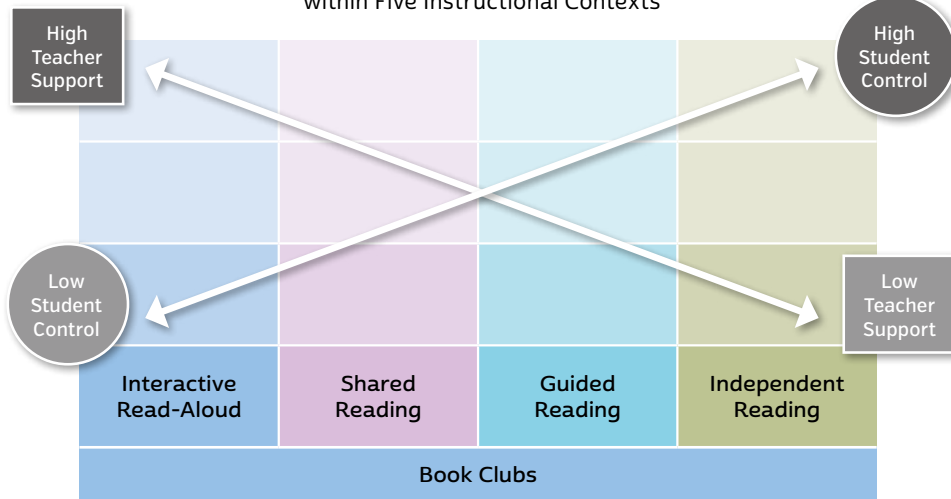 within Five Instructional Contexts
High
Teacher
Support
High
Student
Control
Low
Student
Control
Low
Teacher
Support
Interactive
Read-Aloud
Shared
Reading
Guided
Reading
Independent
Reading
Book Clubs